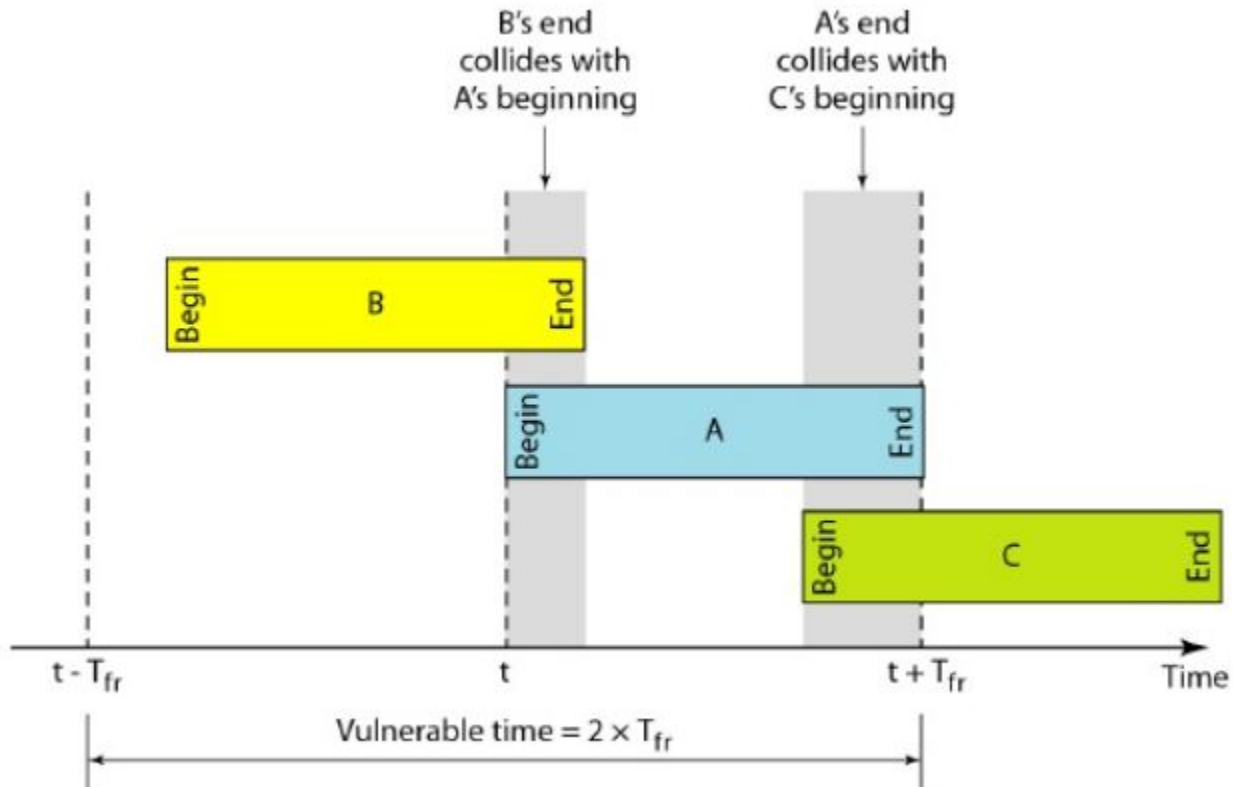 B's end
collides with
A's beginning
A's end
collides with
C's beginning
Begin
B
End
Begin
A
End
Begin
C
End
t - Tfr
t
t + Tfr
Time
Vulnerable time = 2 × Tfr